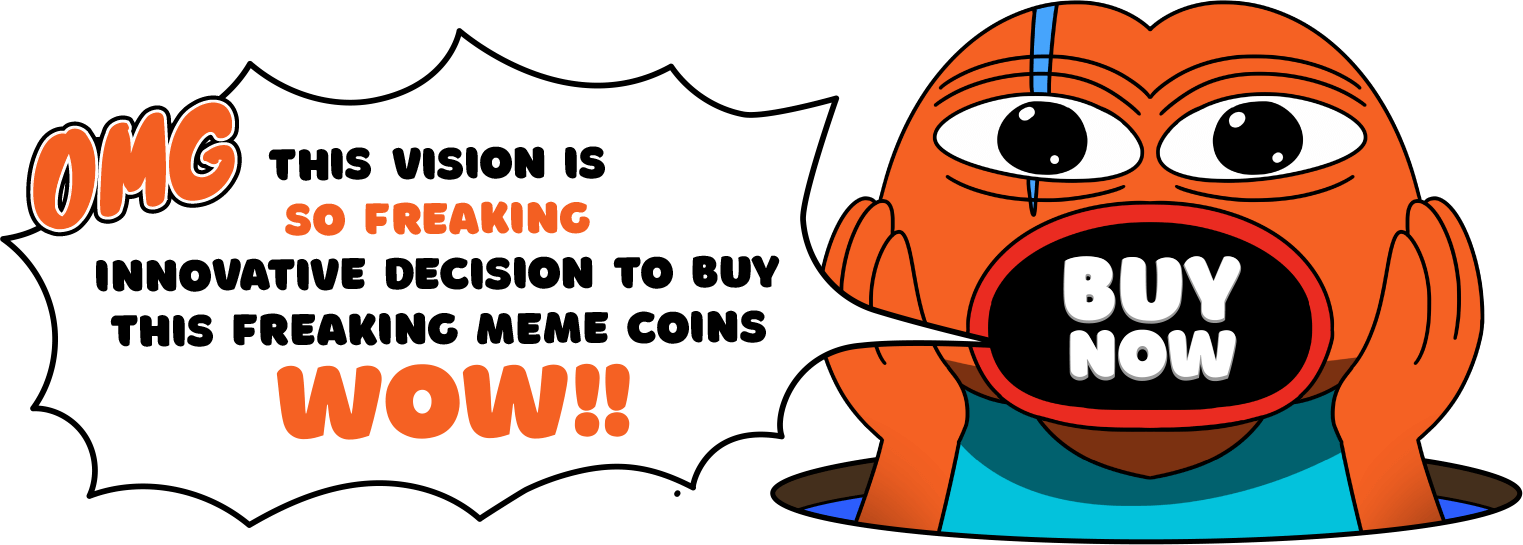 OMG
THIS VISION IS
SO FREAKING
INNOVATIVE DECISION TO BUY
THIS FREAKING MEME COINS
WOW!!
BUY
NOW